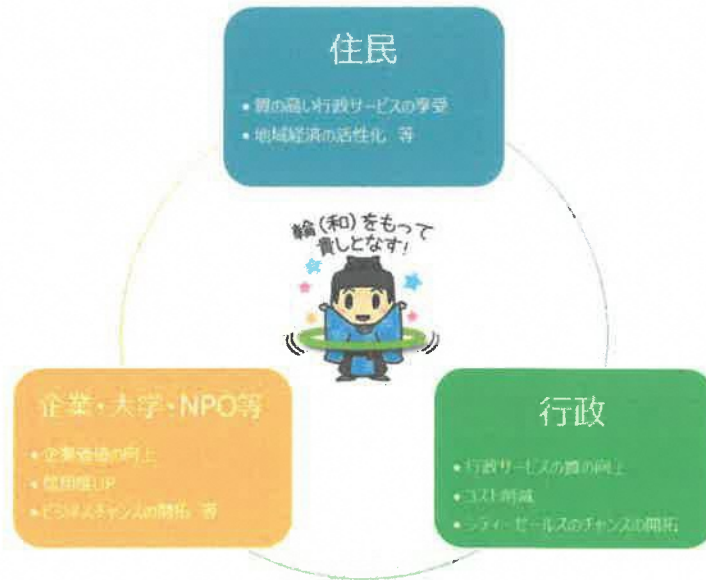 住民
• 質の高い行政サービスの享受
• 地域経済の活性化 等
輪(和)をもって
貴しとなす!
企業・大学・NPO等
• 企業価値の向上
• 信用度UP
• ビジネスチャンスの開拓 等
行政
• 行政サービスの質の向上
• コスト削減
• シティーセールスのチャンスの開拓